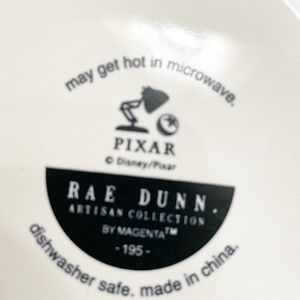 may get hot in microwave.
PIXAR
© Disney/Pixar
RAE DUNN.
ARTISAN COLLECTION
BY MAGENTA™
- 195 -
dishwasher safe. made in china.